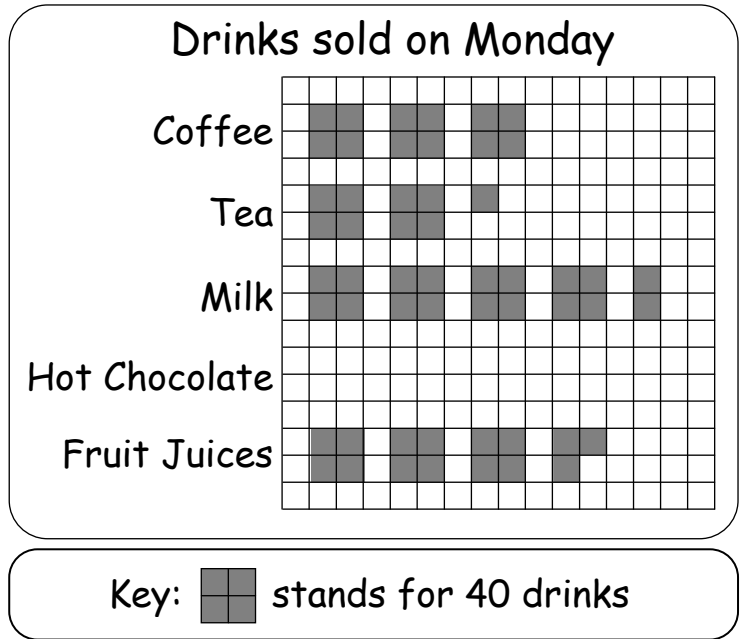 Drinks sold on Monday
Coffee
Tea
Milk
Hot Chocolate
Fruit Juices
Key: stands for 40 drinks